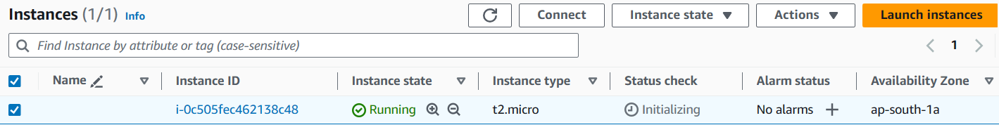 Instances (1/1) Info Connect Instance state Actions Launch instances
Find Instance by attribute or tag (case-sensitive) 1
Name Instance ID Instance state Instance type Status check Alarm status Availability Zone
i-0c505fec462138c48 Running t2.micro Initializing No alarms ap-south-1a